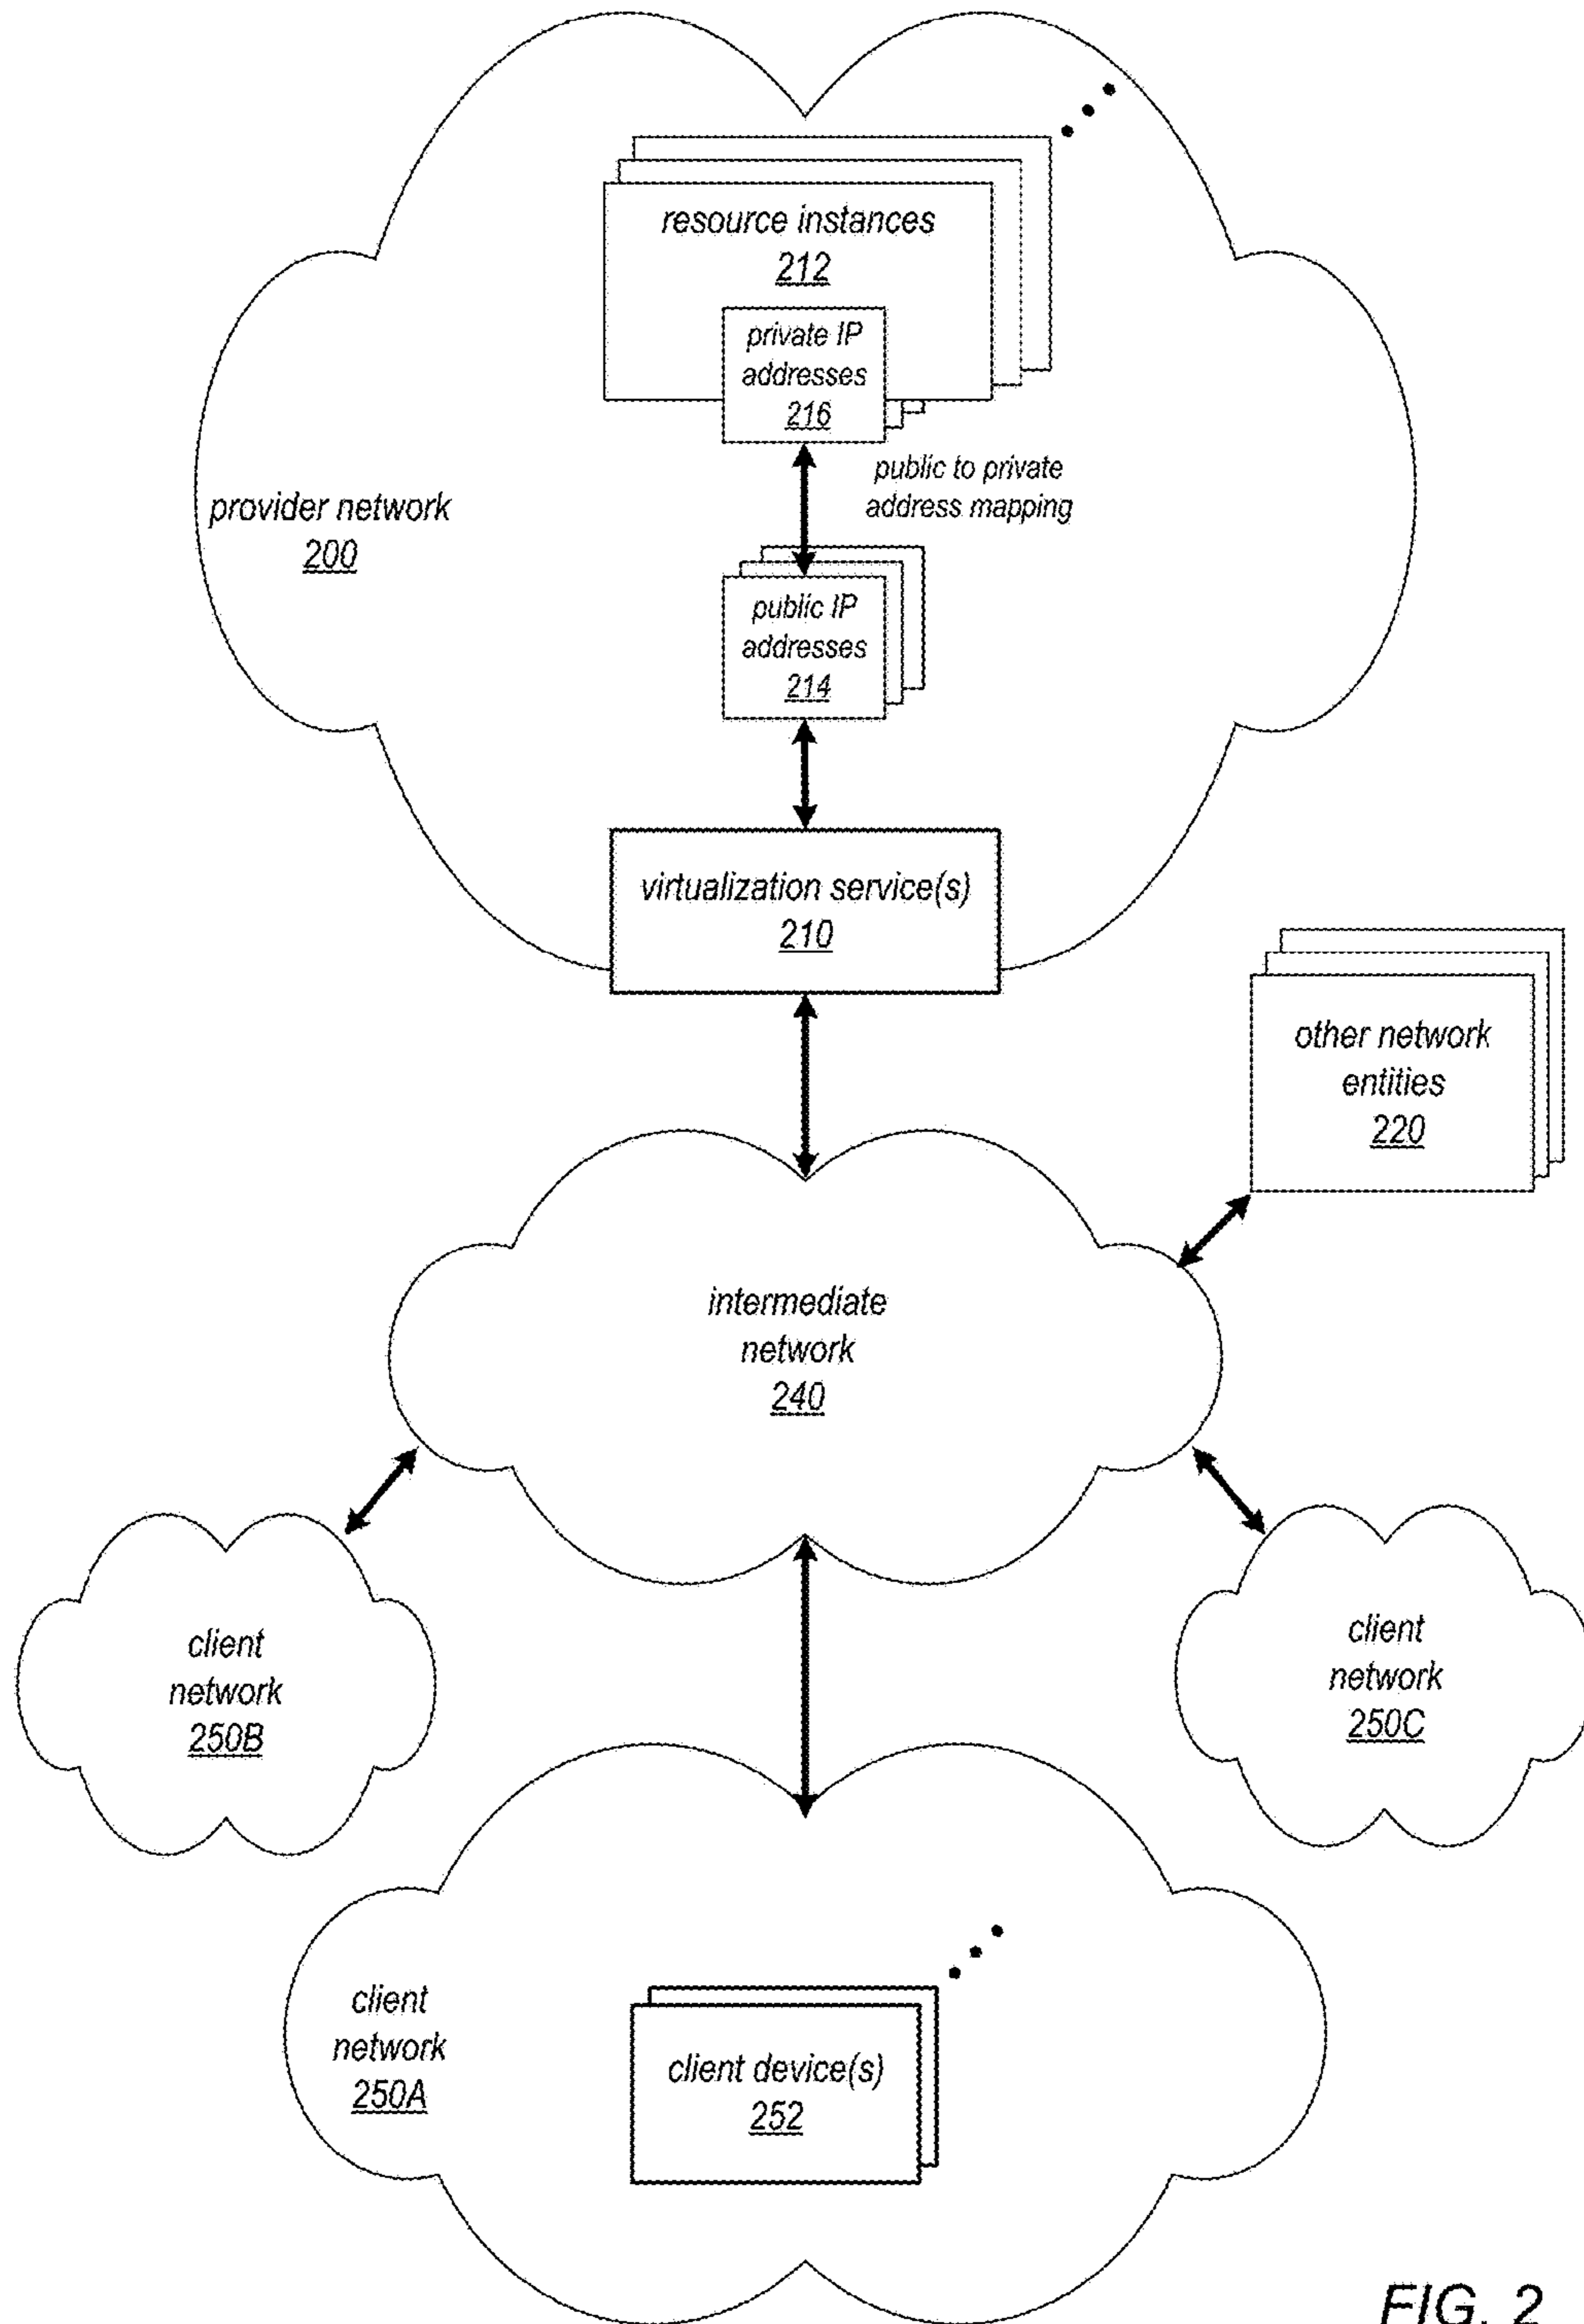 resource instances
212
private IP
addresses
216
public to private
address mapping
provider network
200
public IP
addresses
214
virtualization service(s)
210
other network
entities
220
intermediate
network
240
client
network
250B
client
network
250C
client
network
250A
client device(s)
252
FIG. 2